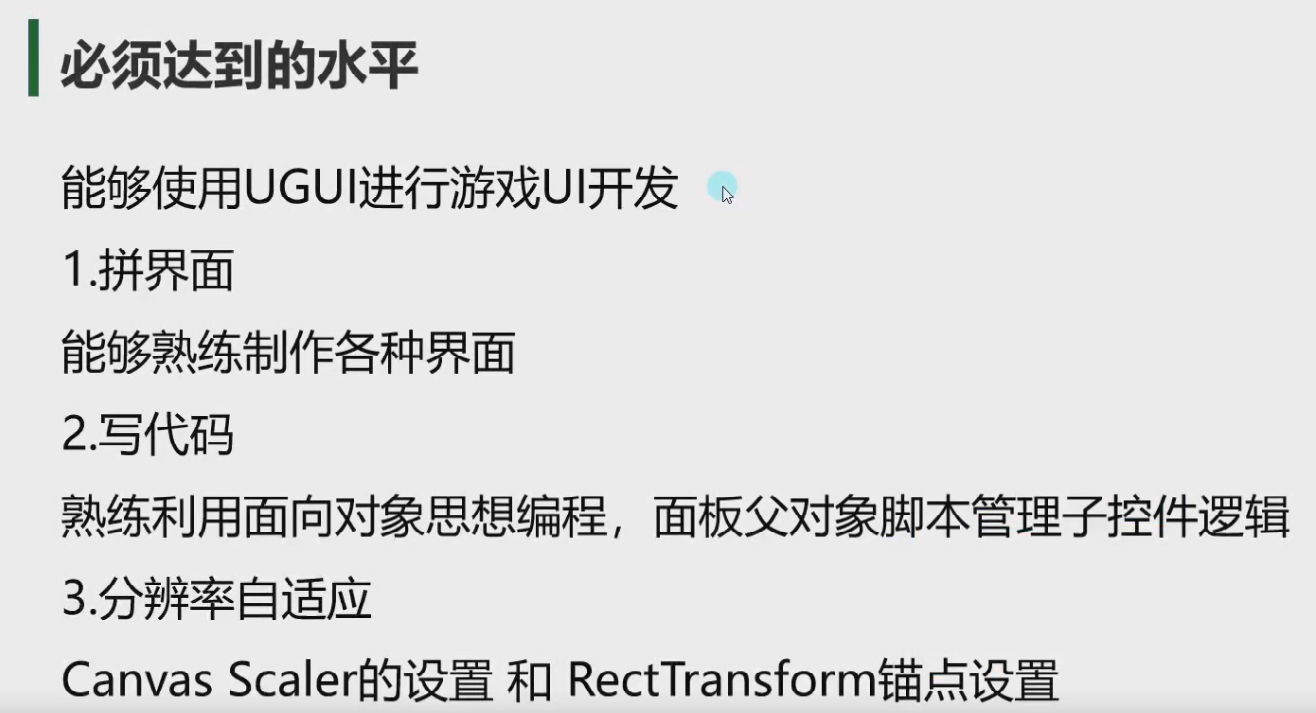 必须达到的水平
能够使用UGUI进行游戏UI开发
1.拼界面
能够熟练制作各种界面
2.写代码
熟练利用面向对象思想编程，面板父对象脚本管理子控件逻辑
3.分辨率自适应
Canvas Scaler的设置 和 RectTransform锚点设置